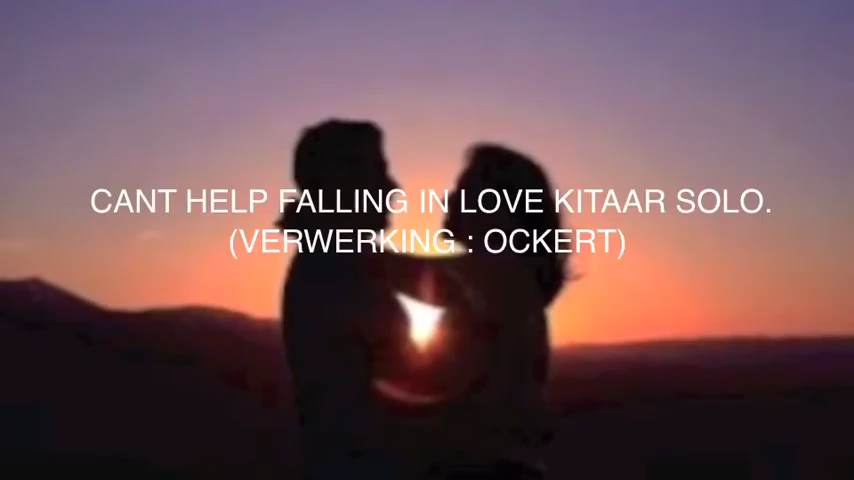 CANT HELP FALLING IN LOVE KITAAR SOLO.
(VERWERKING : OCKERT)